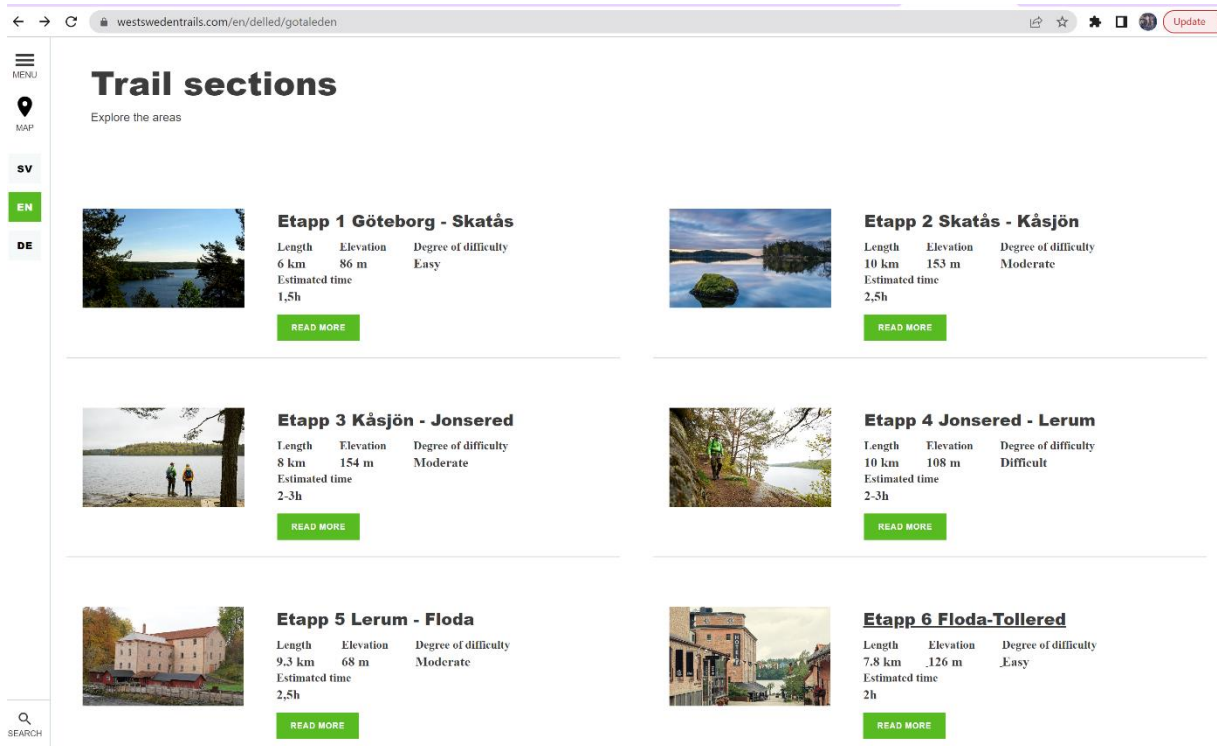 westswedentrails.com/en/delled/gotaleden
Update
MENU
MAP
SV
EN
DE
SEARCH
Trail sections
Explore the areas
Etapp 1 Göteborg - Skatås
Length Elevation Degree of difficulty
6 km 86 m Easy
Estimated time
1,5h
READ MORE
Etapp 2 Skatås - Kåsjön
Length Elevation Degree of difficulty
10 km 153 m Moderate
Estimated time
2,5h
READ MORE
Etapp 3 Kåsjön - Jonsered
Length Elevation Degree of difficulty
8 km 154 m Moderate
Estimated time
2-3h
READ MORE
Etapp 4 Jonsered - Lerum
Length Elevation Degree of difficulty
10 km 108 m Difficult
Estimated time
2-3h
READ MORE
Etapp 5 Lerum - Floda
Length Elevation Degree of difficulty
9.3 km 68 m Moderate
Estimated time
2,5h
READ MORE
Etapp 6 Floda-Tollered
Length Elevation Degree of difficulty
7.8 km 126 m Easy
Estimated time
2h
READ MORE